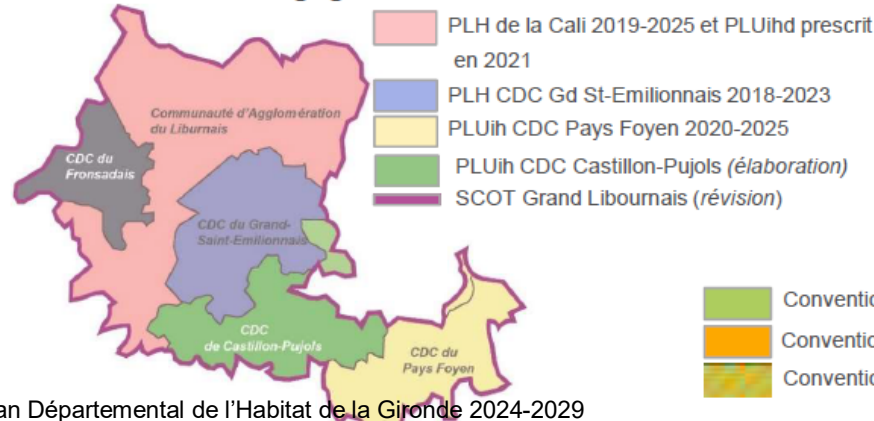 PLH de la Cali 2019-2025 et PLUihd prescrit
en 2021
PLH CDC Gd St-Emilionnais 2018-2023
PLUih CDC Pays Foyen 2020-2025
PLUih CDC Castillon-Pujols (élaboration)
SCOT Grand Libournais (révision)
Communauté d'Agglomération
du Liburnais
CDC du
Fronsadais
CDC du Grand-
Saint-Emilionnais
CDC
de Castillon-Pujols
CDC du
Pays Foyen
Conventio
Conventio
Conventio
an Départemental de l'Habitat de la Gironde 2024-2029